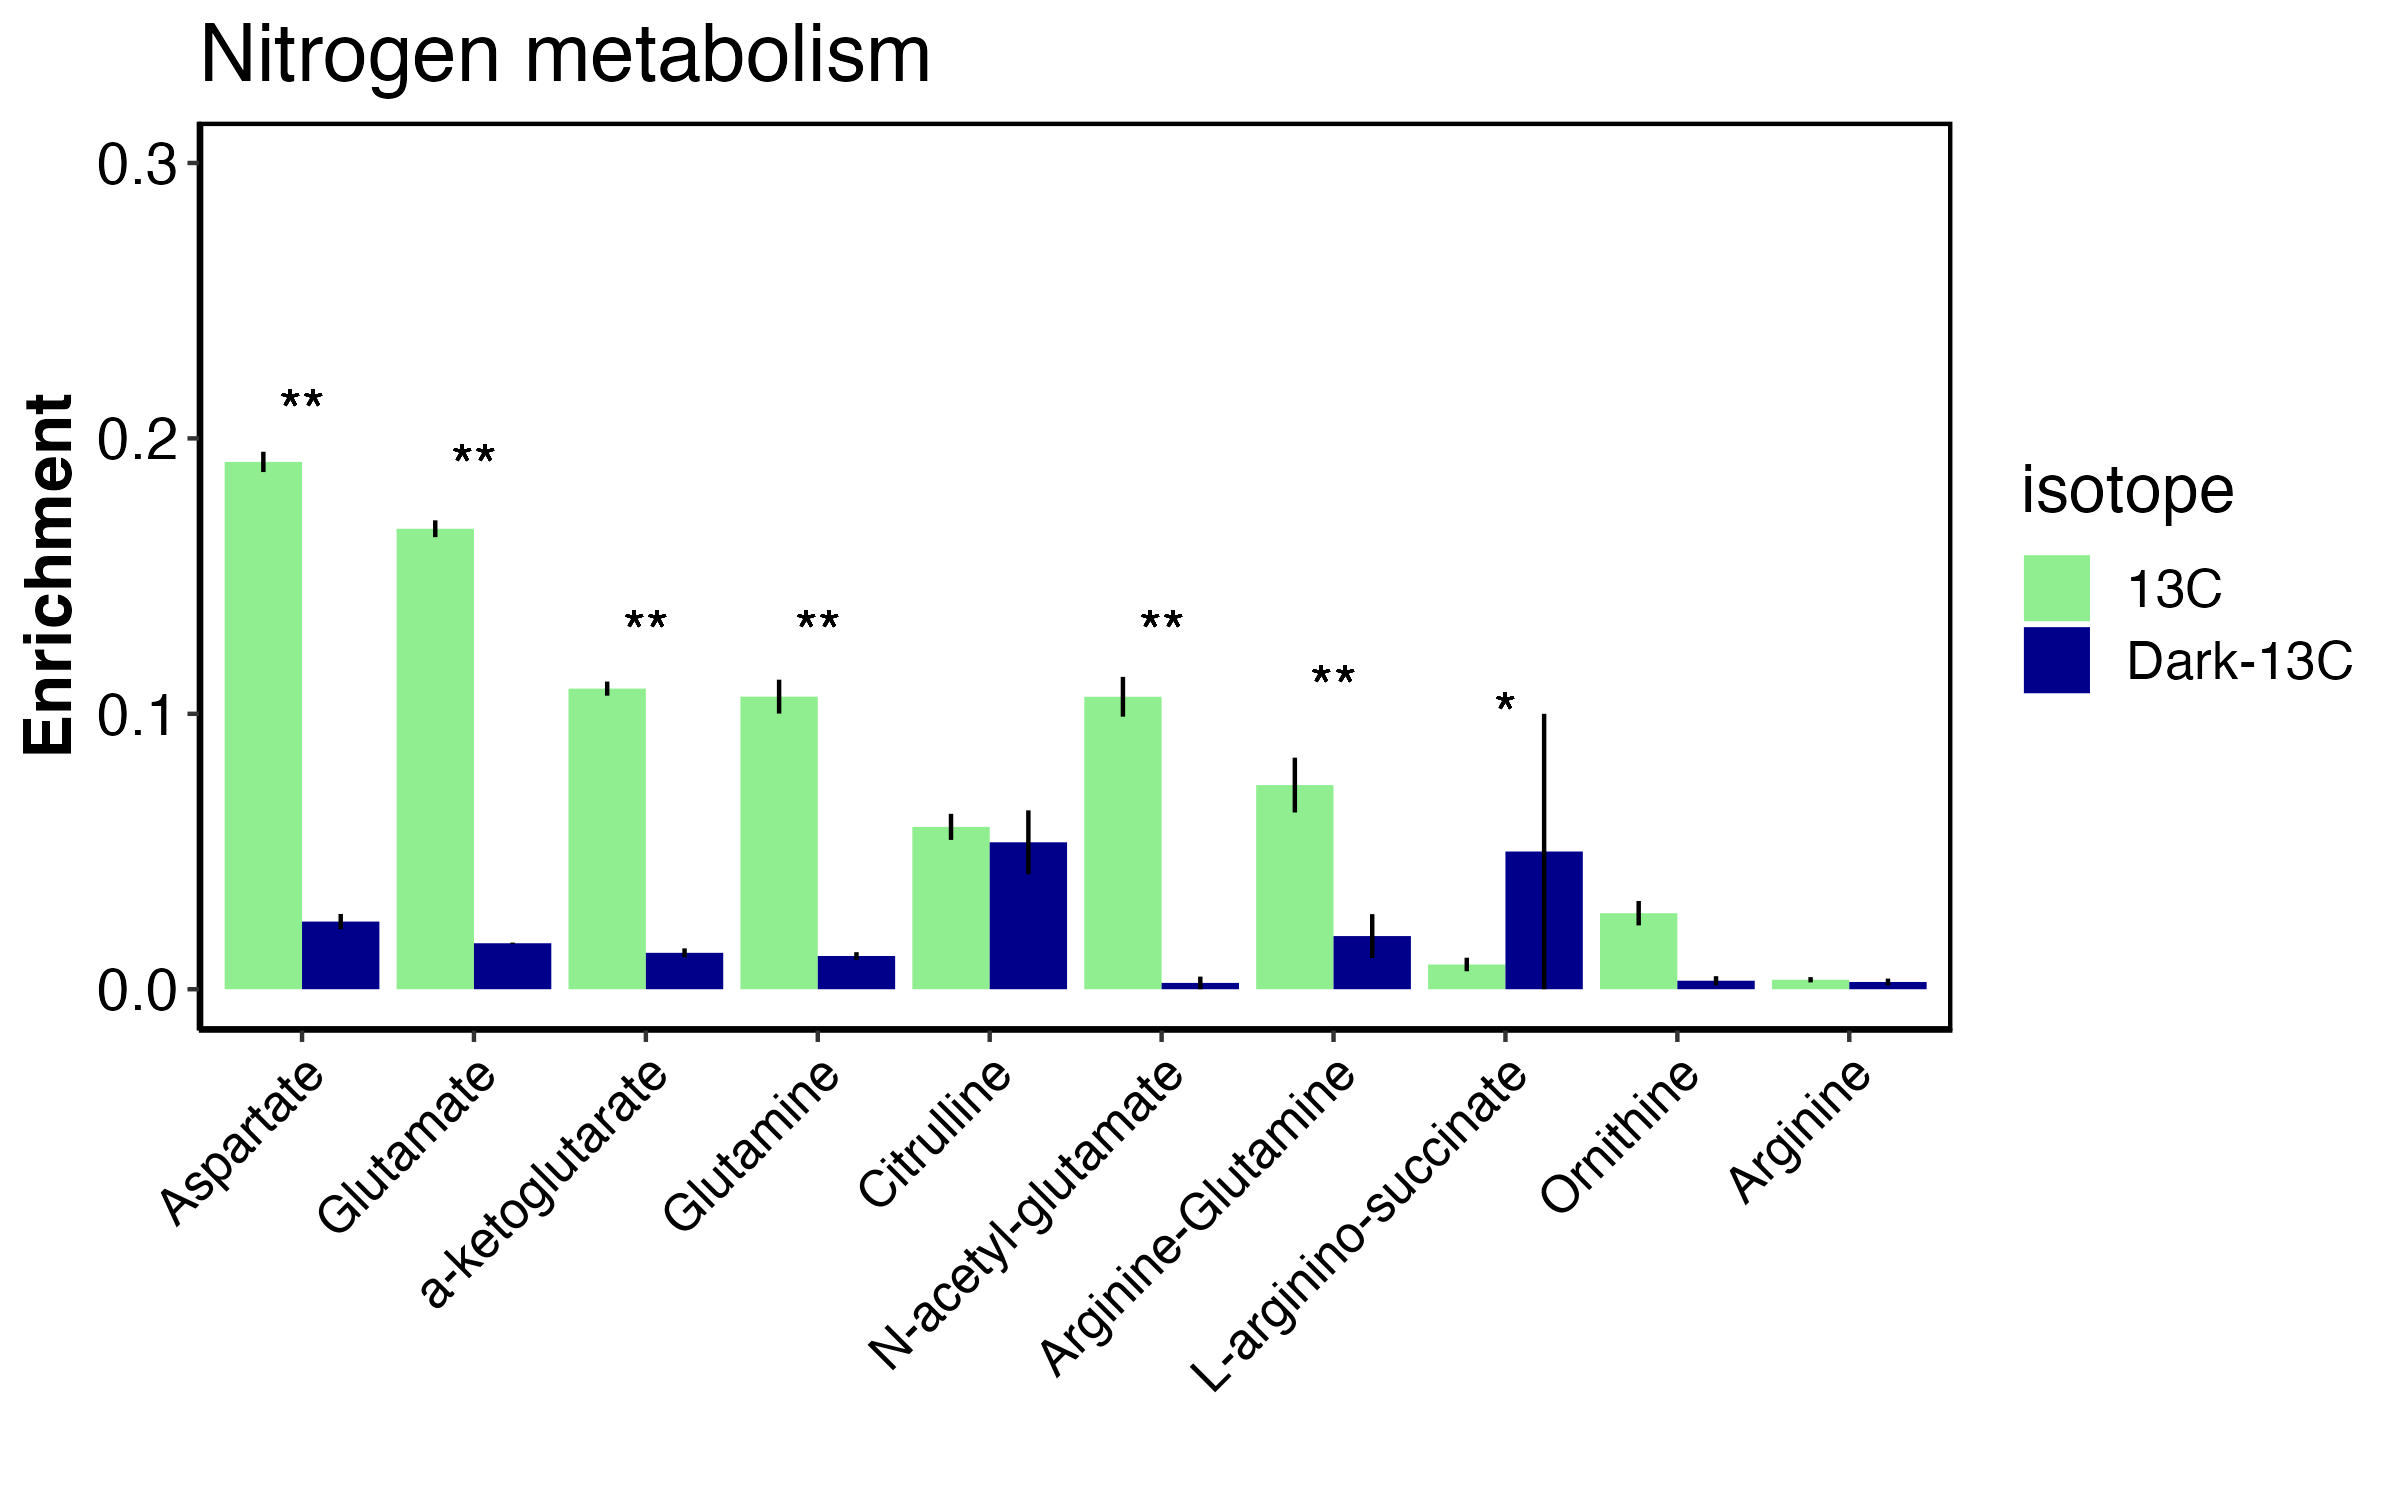 Nitrogen metabolism
Enrichment
0.3
0.2
0.1
0.0
**
**
**
**
**
**
*
Aspartate
Glutamate
a-ketoglutarate
Glutamine
Citrulline
N-acetyl-glutamate
Arginine-Glutamine
L-arginino-succinate
Ornithine
Arginine
isotope
13C
Dark-13C